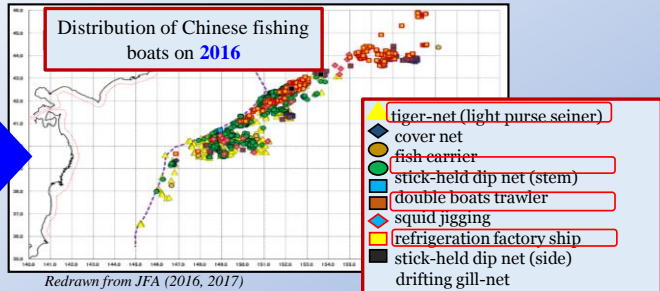 Distribution of Chinese fishing
boats on 2016
tiger-net (light purse seiner)
cover net
fish carrier
stick-held dip net (stem)
double boats trawler
squid jigging
refrigeration factory ship
stick-held dip net (side)
drifting gill-net
Redrawn from JFA (2016, 2017)